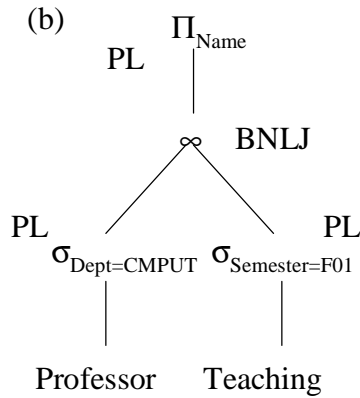 (b)
Π_Name
PL
∞ BNLJ
PL PL
σ_Dept=CMPUT σ_Semester=F01
Professor Teaching